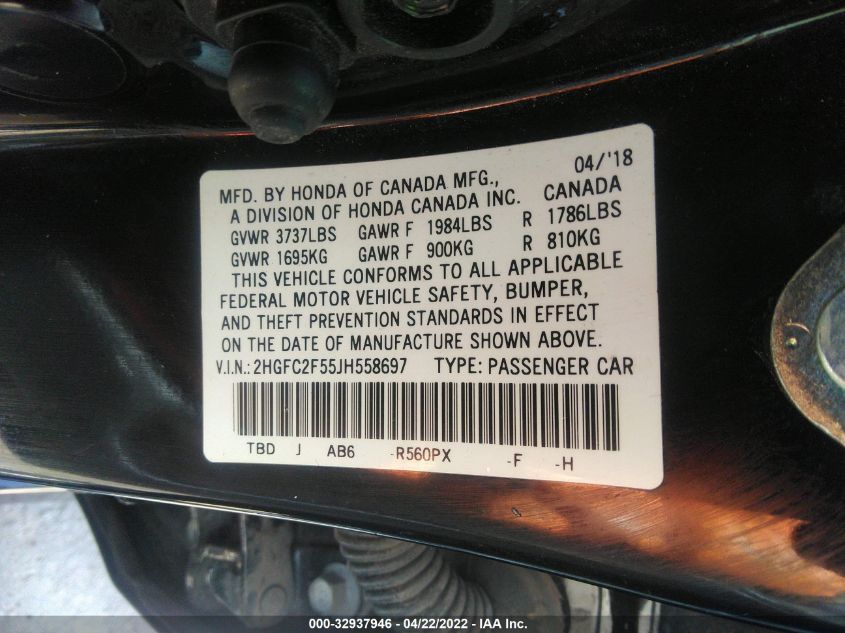 04/'18
MFD. BY HONDA OF CANADA MFG., CANADA
A DIVISION OF HONDA CANADA INC.
GVWR 3737LBS GAWR F 1984LBS R 1786LBS
GVWR 1695KG GAWR F 900KG R 810KG
THIS VEHICLE CONFORMS TO ALL APPLICABLE
FEDERAL MOTOR VEHICLE SAFETY, BUMPER,
AND THEFT PREVENTION STANDARDS IN EFFECT
ON THE DATE OF MANUFACTURE SHOWN ABOVE.
V.I.N.: 2HGFC2F55JH558697 TYPE: PASSENGER CAR
TBD J AB6 -R560PX -F -H
000-32937946 - 04/22/2022 - IAA Inc.